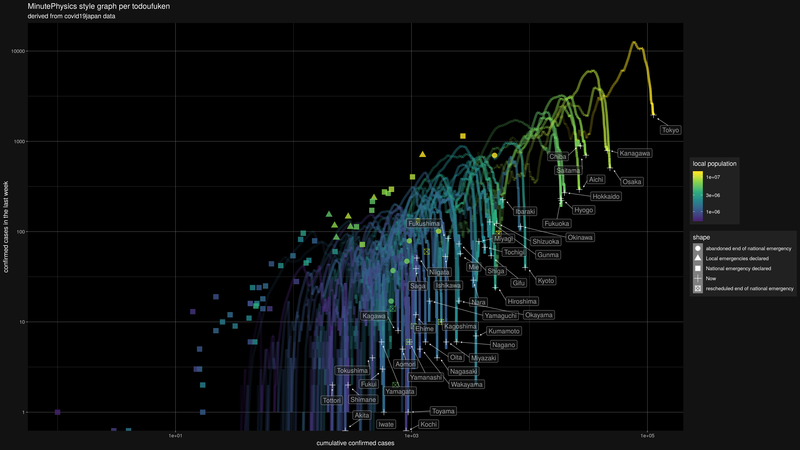 MinutePhysics style graph per todoufuken
derived from covid19japan data
confirmed cases in the last week
10000
1000
100
10
1
1e+01
1e+03
1e+05
cumulative confirmed cases
Tokyo
Kanagawa
Chiba
Saitama
Osaka
Aichi
Hokkaido
Hyogo
Fukuoka
Ibaraki
Okinawa
Fukushima
Miyagi
Shizuoka
Tochigi
Gunma
Mie
Shiga
Niigata
Gifu
Kyoto
Saga
Ishikawa
Nara
Hiroshima
Kagawa
Yamaguchi
Okayama
Ehime
Kagoshima
Kumamoto
Nagano
Oita
Miyazaki
Tokushima
Aomori
Nagasaki
Fukui
Yamanashi
Wakayama
Yamagata
Tottori
Shimane
Akita
Toyama
Iwate
Kochi
local population
1e+07
3e+06
1e+06
shape
abandoned end of national emergency
Local emergencies declared
National emergency declared
Now
rescheduled end of national emergency